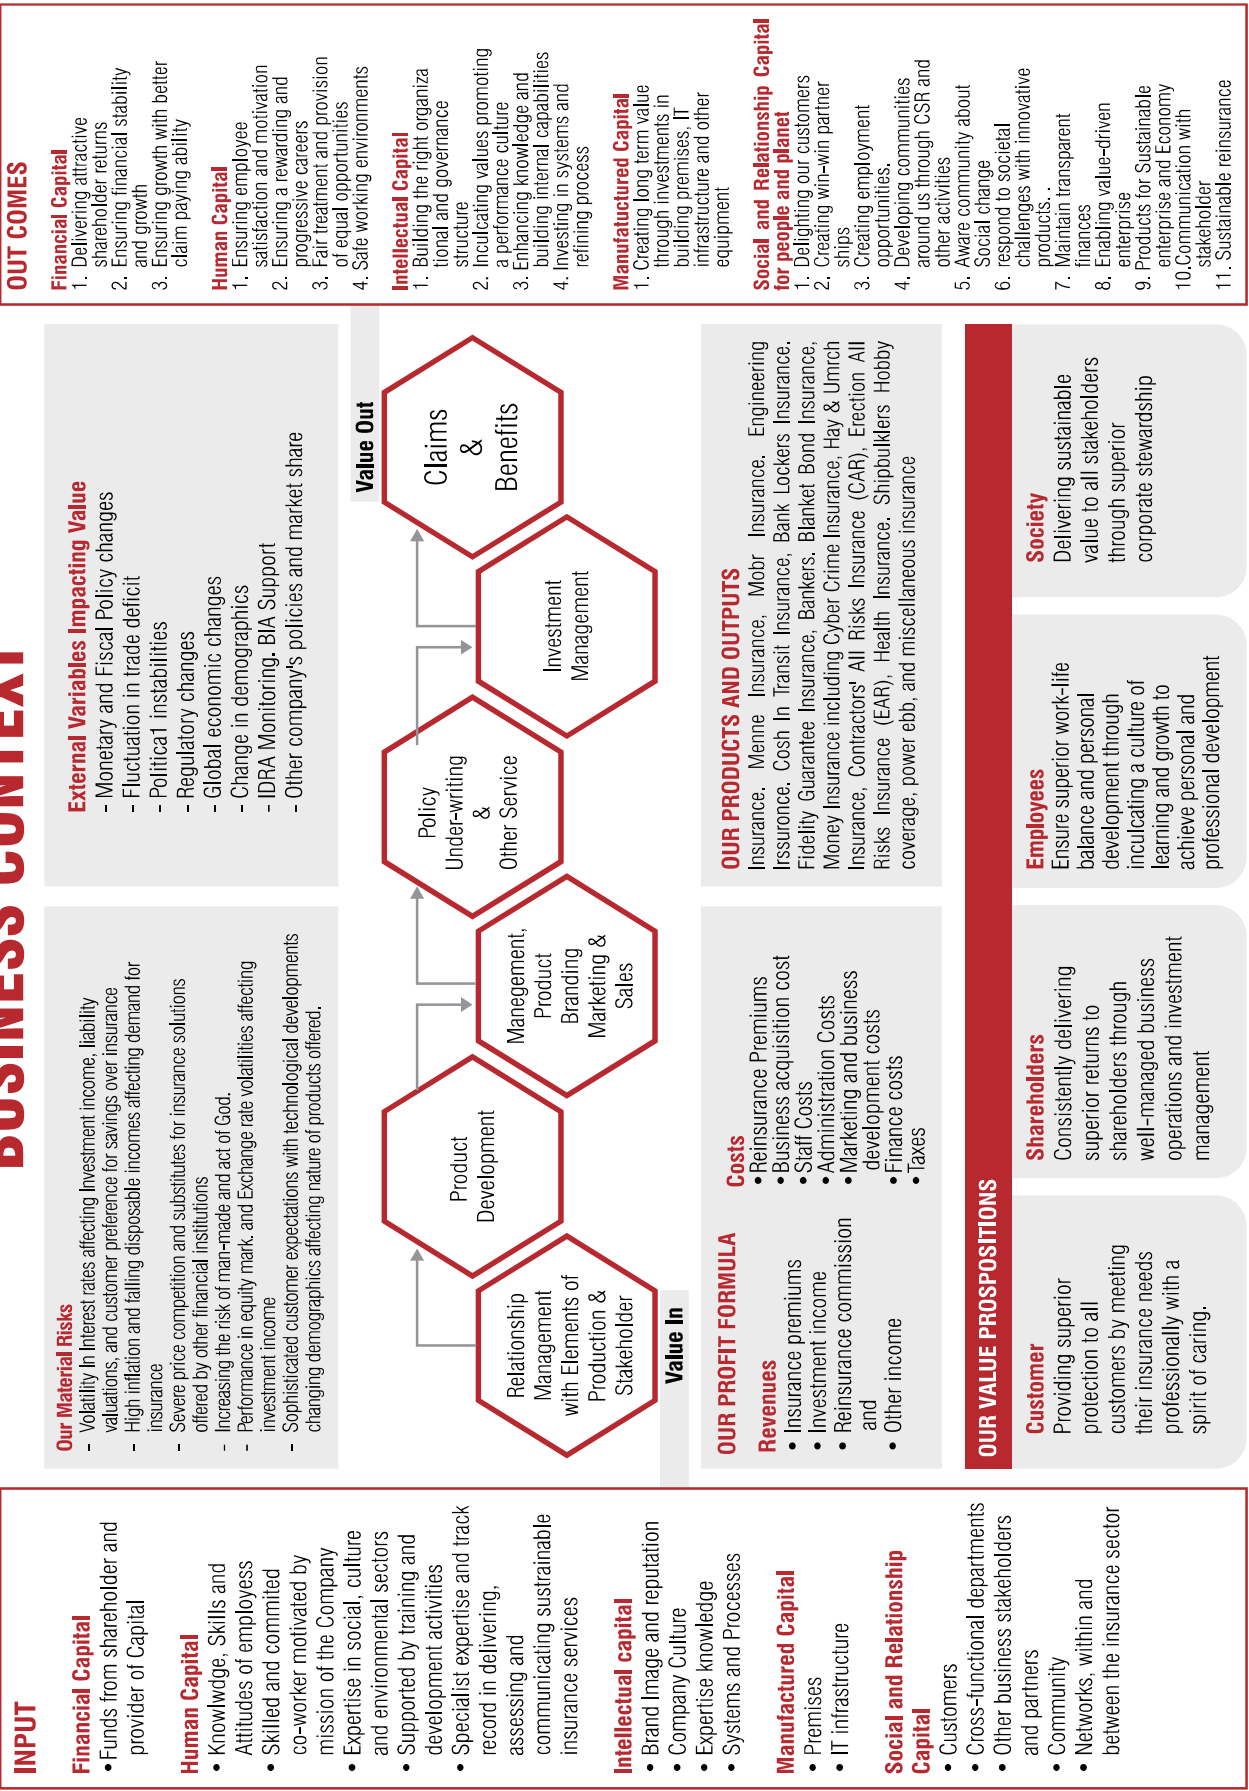 BUSINESS CONTEXT
INPUT
Financial Capital
• Funds from shareholder and
provider of Capital
Human Capital
• Knowlwdge, Skills and
Attitudes of employess
• Skilled and committed
co-worker motivated by
mission of the Company
• Expertise in social, culture
and environmental sectors
• Supported by training and
development activities
• Specialist expertise and track
record in delivering,
assessing and
communicating sustrainable
insurance services
Intellectual capital
• Brand Image and reputation
• Company Culture
• Expertise knowledge
• Systems and Processes
Manufactured Capital
• Premises
• IT infrastructure
Social and Relationship
Capital
• Customers
• Cross-functional departments
• Other business stakeholders
and partners
• Community
• Networks, within and
between the insurance sector
Our Material Risks
– Volatility In Interest rates affecting Investment income, liability
valuations, and customer preference for savings over insurance
– High inflation and falling disposable incomes affecting demand for
insurance
– Severe price competition and substitutes for insurance solutions
offered by other financial institutions
– Increasing the risk of man-made and act of God.
– Performance in equity mark. and Exchange rate volatilities affecting
investment income
– Sophisticated customer expectations with technological developments
changing demographics affecting nature of products offered.
External Variables Impacting Value
– Monetary and Fiscal Policy changes
– Fluctuation in trade deficit
– Politica1 instabilities
– Regulatory changes
– Global economic changes
– Change in demographics
– IDRA Monitoring. BIA Support
– Other company's policies and market share
Value In
Relationship
Management
with Elements of
Production &
Stakeholder
Product
Development
Management,
Product
Branding
Marketing &
Sales
Policy
Under-writing
&
Other Service
Investment
Management
Claims
&
Benefits
Value Out
OUR PROFIT FORMULA
Revenues
• Insurance premiums
• Investment income
• Reinsurance commission
and
• Other income
Costs
• Reinsurance Premiums
• Business acquisition cost
• Staff Costs
• Administration Costs
• Marketing and business
development costs
• Finance costs
• Taxes
OUR PRODUCTS AND OUTPUTS
Insurance. Menne Insurance, Mobr Insurance. Engineering
Irssuronce. Cosh In Transit Insurance, Bank Lockers Insurance.
Fidelity Guarantee Insurance, Bankers. Blanket Bond Insurance,
Money Insurance including Cyber Crime Insurance, Hay & Umrch
Insurance, Contractors' All Risks Insurance (CAR), Erection All
Risks Insurance (EAR), Health Insurance. Shipbulklers Hobby
coverage, power ebb, and miscellaneous insurance
OUR VALUE PROSPOSITIONS
Customer
Providing superior
protection to all
customers by meeting
their insurance needs
professionally with a
spirit of caring.
Shareholders
Consistently delivering
superior returns to
shareholders through
well-managed business
operations and investment
management
Employees
Ensure superior work-life
balance and personal
development through
inculcating a culture of
learning and growth to
achieve personal and
professional development
Society
Delivering sustainable
value to all stakeholders
through superior
corporate stewardship
OUT COMES
Financial Capital
1. Delivering attractive
shareholder returns
2. Ensuring financial stability
and growth
3. Ensuring growth with better
claim paying ability
Human Capital
1. Ensuring employee
satisfaction and motivation
2. Ensuring a rewarding and
progressive careers
3. Fair treatment and provision
of equal opportunities
4. Safe working environments
Intellectual Capital
1. Building the right organiza
tional and governance
structure
2. Inculcating values promoting
a performance culture
3. Enhancing knowledge and
building internal capabilities
4. Investing in systems and
refining process
Manufautured Capital
1. Creating long term value
through investments in
building premises, IT
infrastructure and other
equipment
Social and Relationship Capital
for people and planet
1. Delighting our customers
2. Creating win-win partner
ships
3. Creating employment
opportunities.
4. Developing communities
around us through CSR and
other activities
5. Aware community about
Social change
6. respond to societal
challenges with innovative
products. .
7. Maintain transparent
finances
8. Enabling value-driven
enterprise
9. Products for Sustainable
enterprise and Economy
10.Communication with
stakeholder
11. Sustainable reinsurance